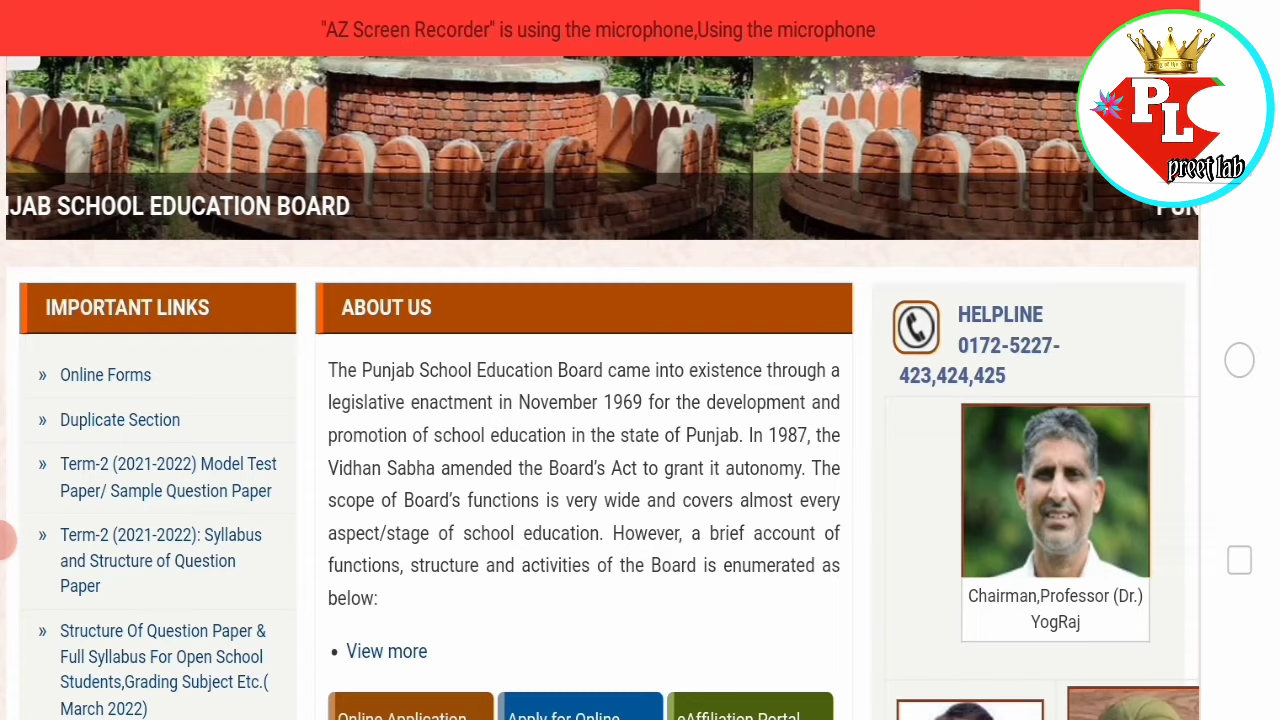 "AZ Screen Recorder" is using the microphone,Using the microphone
PL
preet lab
JAB SCHOOL EDUCATION BOARD
IMPORTANT LINKS
» Online Forms
» Duplicate Section
» Term-2 (2021-2022) Model Test
Paper/ Sample Question Paper
» Term-2 (2021-2022): Syllabus
and Structure of Question
Paper
» Structure Of Question Paper &
Full Syllabus For Open School
Students,Grading Subject Etc.(
March 2022)
ABOUT US
The Punjab School Education Board came into existence through a
legislative enactment in November 1969 for the development and
promotion of school education in the state of Punjab. In 1987, the
Vidhan Sabha amended the Board's Act to grant it autonomy. The
scope of Board's functions is very wide and covers almost every
aspect/stage of school education. However, a brief account of
functions, structure and activities of the Board is enumerated as
below:
• View more
Online Application
Apply for Online
eAffiliation Portal
HELPLINE
0172-5227-
423,424,425
Chairman,Professor (Dr.)
YogRaj